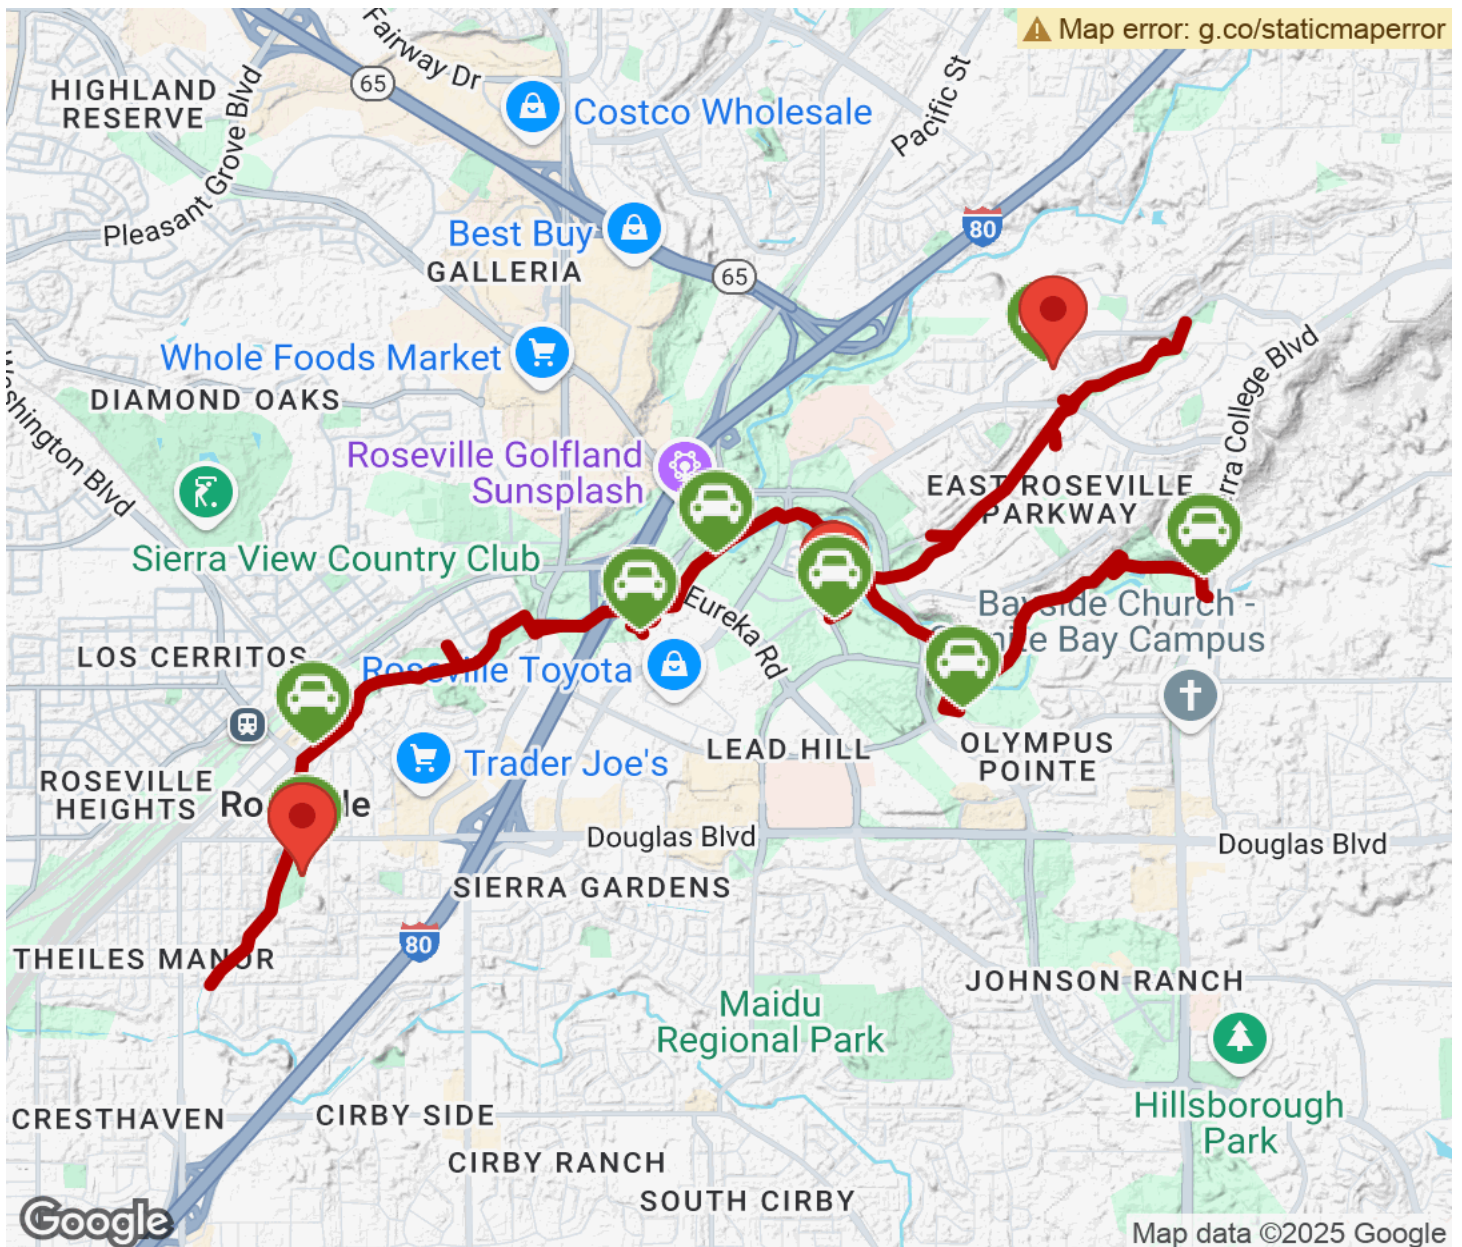 Map error: g.co/staticmaperror
Fairway Dr
65
HIGHLAND
RESERVE
Costco Wholesale
Pacific St
Pleasant Grove Blvd
Best Buy
80
GALLERIA
65
Whole Foods Market
DIAMOND OAKS
Washington Blvd
Sierra College Blvd
Roseville Golfland
Sunsplash
EAST ROSEVILLE
PARKWAY
Sierra View Country Club
Eureka Rd
Bayside Church -
Campus
LOS CERRITOS
Toyota
LEAD HILL
OLYMPUS
POINTE
Trader Joe's
ROSEVILLE
HEIGHTS
Douglas Blvd
Douglas Blvd
SIERRA GARDENS
80
THEILES MANOR
JOHNSON RANCH
Maidu
Regional Park
CRESTHAVEN
CIRBY SIDE
Hillsborough
Park
CIRBY RANCH
SOUTH CIRBY
Google
Map data ©2025 Google